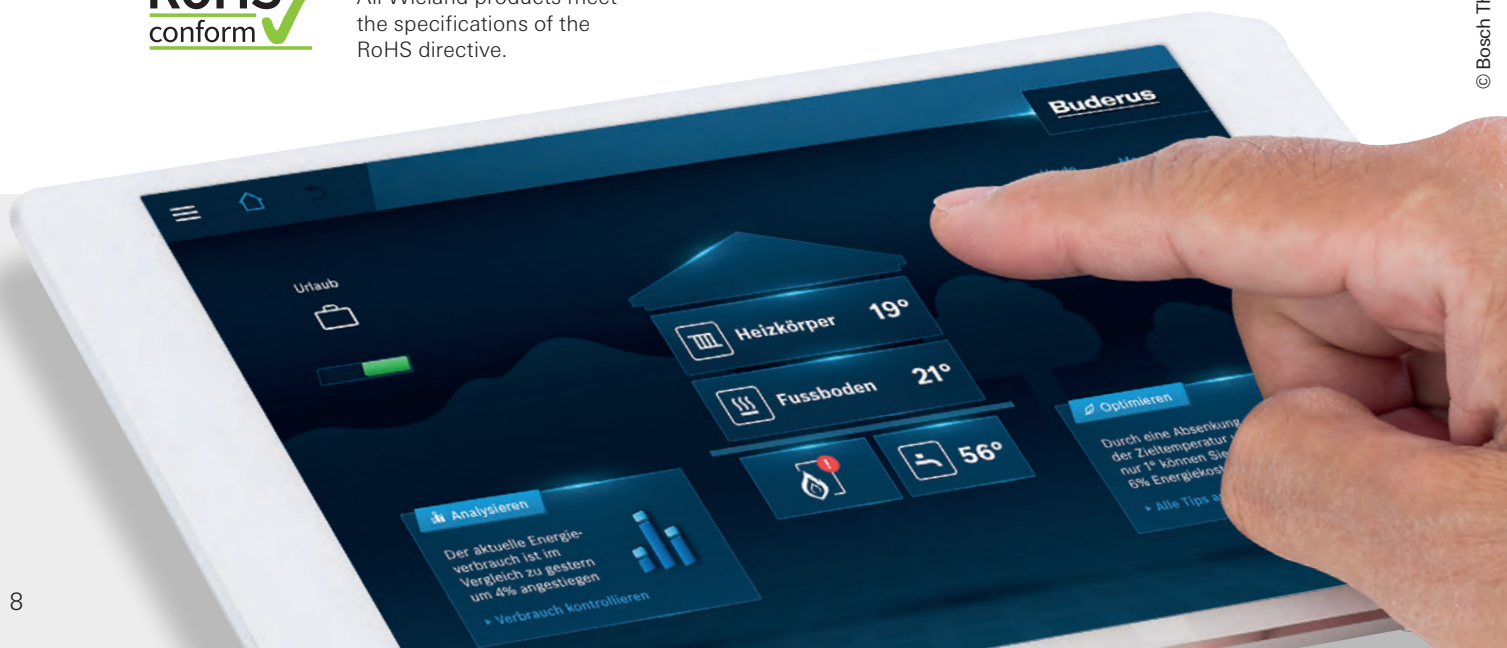 RoHS
conform
All Wieland products meet
the specifications of the
RoHS directive.
© Bosch
Buderus
Heute
Urlaub
Heizkörper 19°
Fussboden 21°
56°
Optimieren
Durch eine Absenkung
der Zieltemperatur
nur 1° können Sie
6% Energiekost
▸ Alle Tips
Analysieren
Der aktuelle Energie-
verbrauch ist im
Vergleich zu gestern
um 4% angestiegen
▸ Verbrauch kontrollieren
8